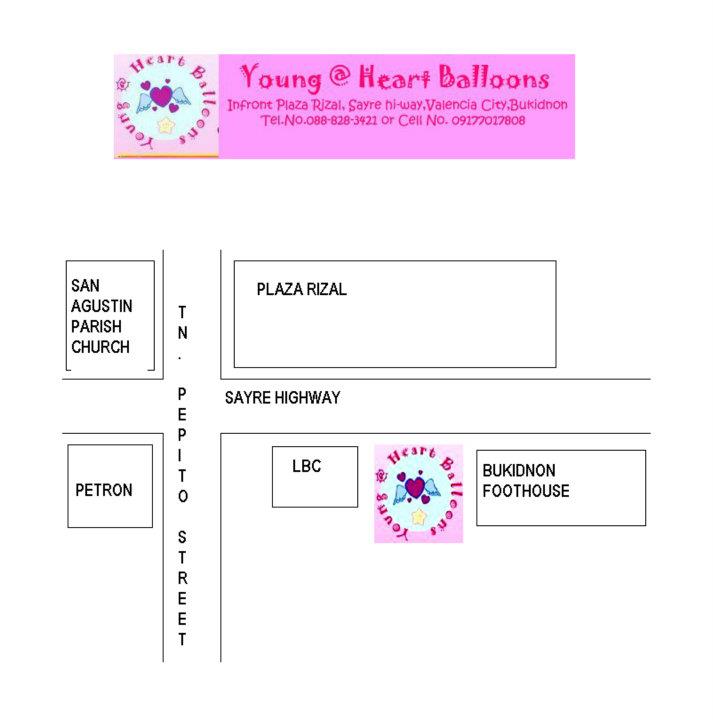 Young @ Heart Balloons
Young @ Heart Balloons
Infront Plaza Rizal, Sayre hi-way,Valencia City,Bukidnon
Tel.No.088-828-3421 or Cell No. 09177017808
SAN
AGUSTIN
PARISH
CHURCH
TN. PEPITO STREET
PLAZA RIZAL
SAYRE HIGHWAY
PETRON
LBC
Young @ Heart Balloons
BUKIDNON
FOOTHOUSE